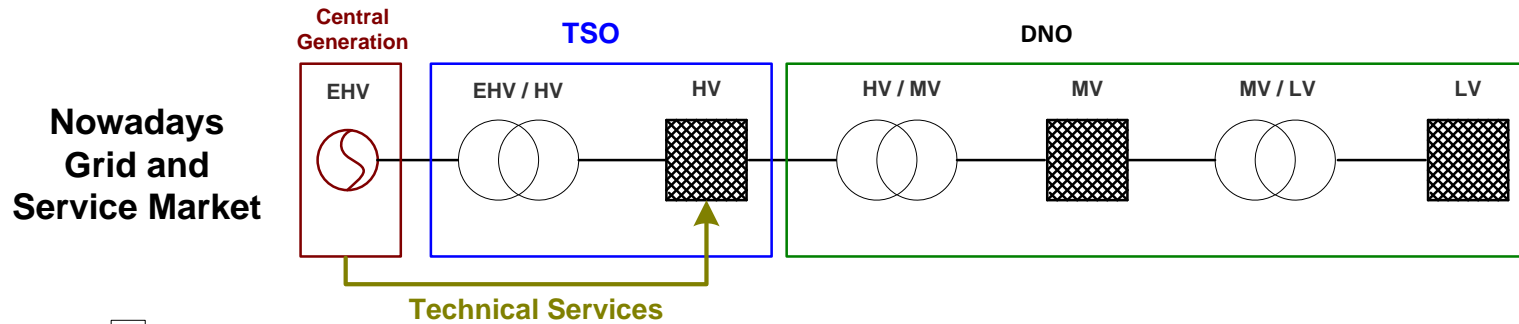 Central
Generation
TSO
DNO
EHV
EHV / HV
HV
HV / MV
MV
MV / LV
LV
Nowadays
Grid and
Service Market
Technical Services